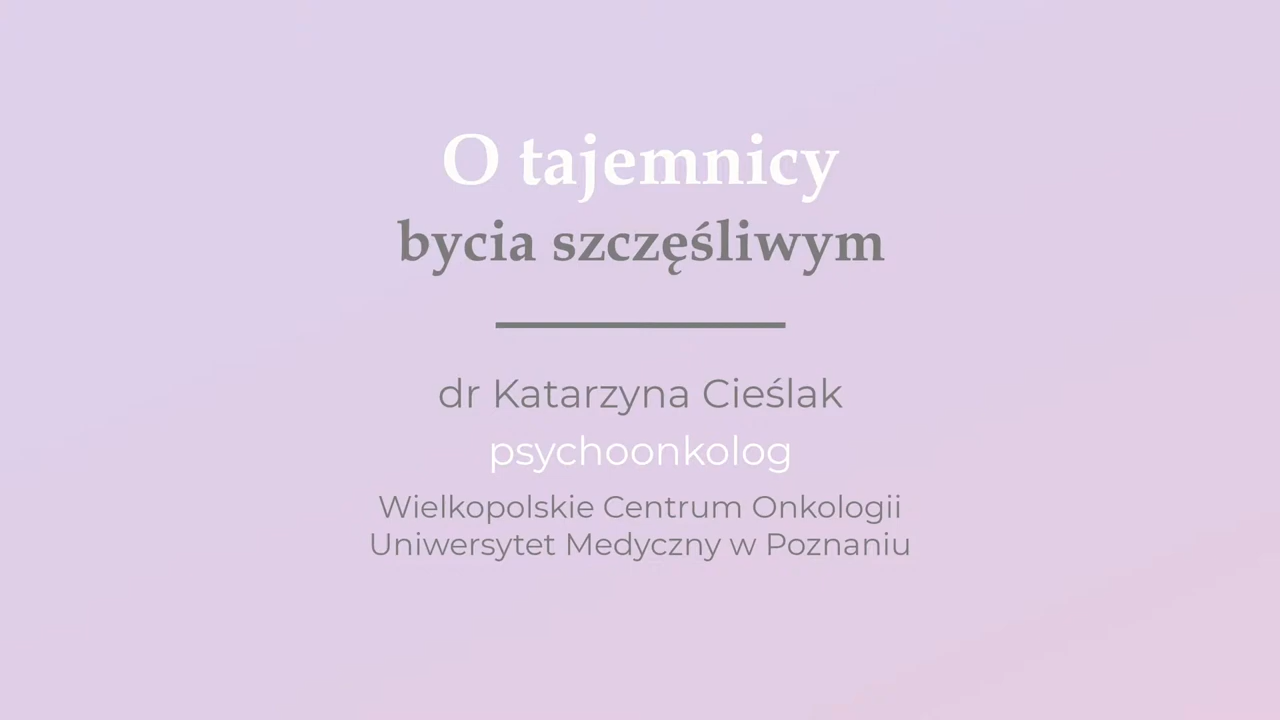 O tajemnicy
bycia szczęśliwym
dr Katarzyna Cieślak
psychoonkolog
Wielkopolskie Centrum Onkologii
Uniwersytet Medyczny w Poznaniu